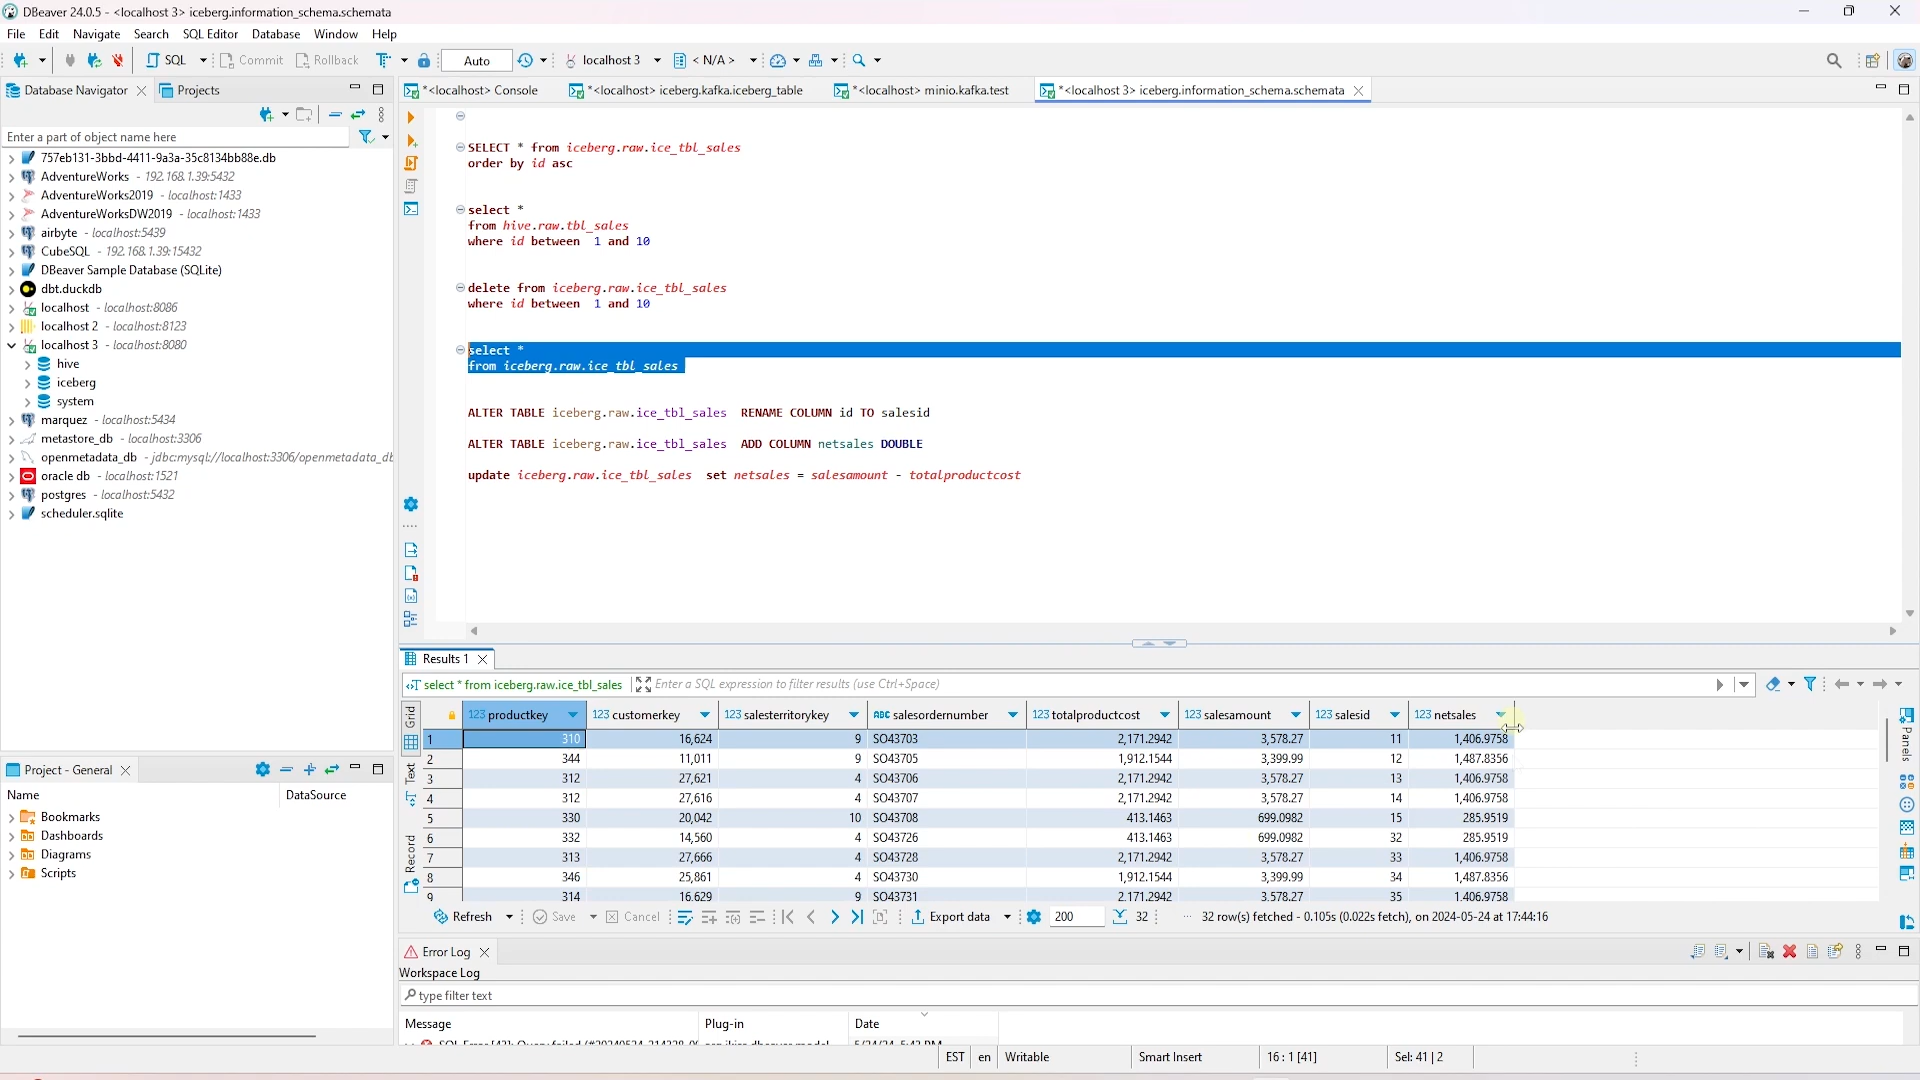 DBeaver 24.0.5 - <localhost 3> iceberg.information_schema.schemata
File Edit Navigate Search SQL Editor Database Window Help
SQL Commit Rollback Auto localhost 3 < N/A >
Database Navigator Projects
*<localhost> Console *<localhost> iceberg.kafka.iceberg_table *<localhost> minio.kafka.test *<localhost 3> iceberg.information_schema.schemata
Enter a part of object name here
757eb131-3bbd-4411-9a3a-35c8134bb88e.db
AdventureWorks - 192.168.1.39:5432
AdventureWorks2019 - localhost:1433
AdventureWorksDW2019 - localhost:1433
airbyte - localhost:5439
CubeSQL - 192.168.1.39:15432
DBeaver Sample Database (SQLite)
dbt.duckdb
localhost - localhost:8086
localhost 2 - localhost:8123
localhost 3 - localhost:8080
hive
iceberg
system
marquez - localhost:5434
metastore_db - localhost:3306
openmetadata_db - jdbc:mysql://localhost:3306/openmetadata_db
oracle db - localhost:1521
postgres - localhost:5432
scheduler.sqlite
SELECT * from iceberg.raw.ice_tbl_sales
order by id asc
select *
from hive.raw.tbl_sales
where id between 1 and 10
delete from iceberg.raw.ice_tbl_sales
where id between 1 and 10
select *
from iceberg.raw.ice_tbl_sales
ALTER TABLE iceberg.raw.ice_tbl_sales RENAME COLUMN id TO salesid
ALTER TABLE iceberg.raw.ice_tbl_sales ADD COLUMN netsales DOUBLE
update iceberg.raw.ice_tbl_sales set netsales = salesamount - totalproductcost
Results 1
select * from iceberg.raw.ice_tbl_sales Enter a SQL expression to filter results (use Ctrl+Space)
Grid
Text
Record
Panels
123 productkey 123 customerkey 123 salesterritorykey ABC salesordernumber 123 totalproductcost 123 salesamount 123 salesid 123 netsales
1 310 16,624 9 SO43703 2,171.2942 3,578.27 11 1,406.9758
2 344 11,011 9 SO43705 1,912.1544 3,399.99 12 1,487.8356
3 312 27,621 4 SO43706 2,171.2942 3,578.27 13 1,406.9758
4 312 27,616 4 SO43707 2,171.2942 3,578.27 14 1,406.9758
5 330 20,042 10 SO43708 413.1463 699.0982 15 285.9519
6 332 14,560 4 SO43726 413.1463 699.0982 32 285.9519
7 313 27,666 4 SO43728 2,171.2942 3,578.27 33 1,406.9758
8 346 25,861 4 SO43730 1,912.1544 3,399.99 34 1,487.8356
9 314 16,629 9 SO43731 2,171.2942 3,578.27 35 1,406.9758
Refresh Save Cancel Export data 200 32 32 row(s) fetched - 0.105s (0.022s fetch), on 2024-05-24 at 17:44:16
Project - General
Name DataSource
Bookmarks
Dashboards
Diagrams
Scripts
Error Log
Workspace Log
type filter text
Message Plug-in Date
EST en Writable Smart Insert 16 : 1 [41] Sel: 41 | 2